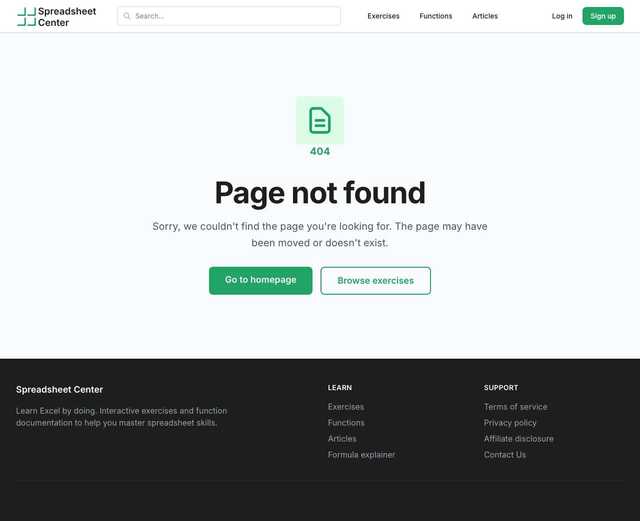 Spreadsheet
Center
Search...
Exercises
Functions
Articles
Log in
Sign up
404
Page not found
Sorry, we couldn't find the page you're looking for. The page may have
been moved or doesn't exist.
Go to homepage
Browse exercises
Spreadsheet Center
Learn Excel by doing. Interactive exercises and function
documentation to help you master spreadsheet skills.
LEARN
Exercises
Functions
Articles
Formula explainer
SUPPORT
Terms of service
Privacy policy
Affiliate disclosure
Contact Us